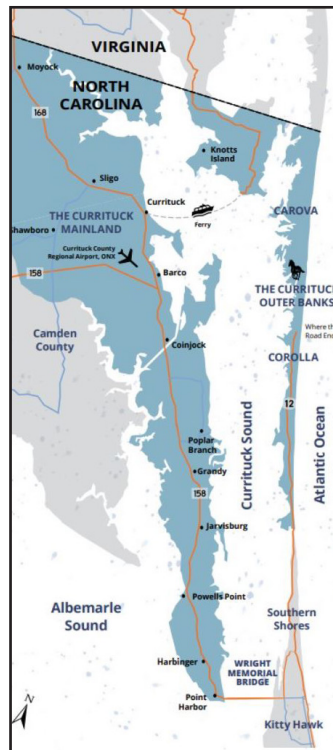 VIRGINIA
NORTH
CAROLINA
Moyock
168
Knotts
Island
Sligo
Currituck
Ferry
CAROVA
THE CURRITUCK
MAINLAND
Shawboro
Currituck County
Regional Airport, ONX
158
Barco
THE CURRITUCK
OUTER BANKS
Camden
County
Coinjock
Where th
Road En
COROLLA
12
Currituck Sound
Atlantic Ocean
Poplar
Branch
Grandy
158
Jarvisburg
Albemarle
Sound
Powells Point
Southern
Shores
Harbinger
WRIGHT
MEMORIAL
BRIDGE
Point
Harbor
N
Kitty Hawk